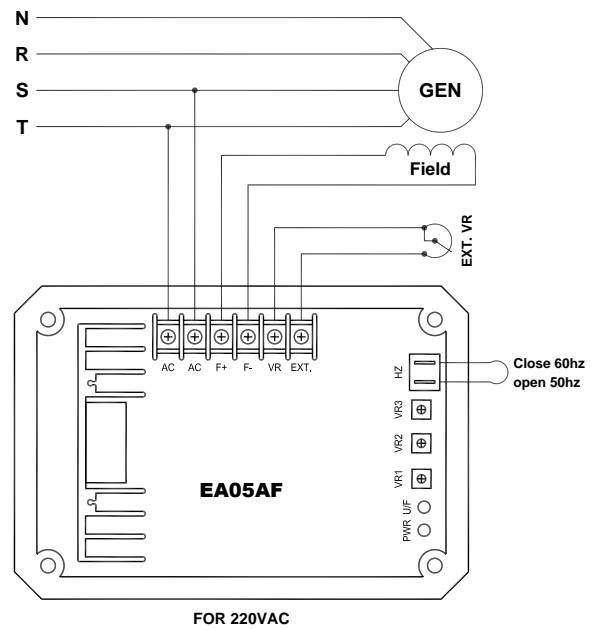 N
R
S
T
GEN
Field
EXT. VR
AC AC F+ F- VR EXT.
HZ
Close 60hz
open 50hz
VR3
VR2
VR1
EA05AF
U/F
PWR
FOR 220VAC